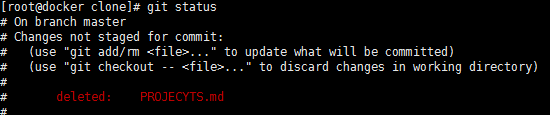 [root@docker clone]# git status
# On branch master
# Changes not staged for commit:
#   (use "git add/rm <file>..." to update what will be committed)
#   (use "git checkout -- <file>..." to discard changes in working directory)
#
#       deleted:    PROJECYTS.md
#